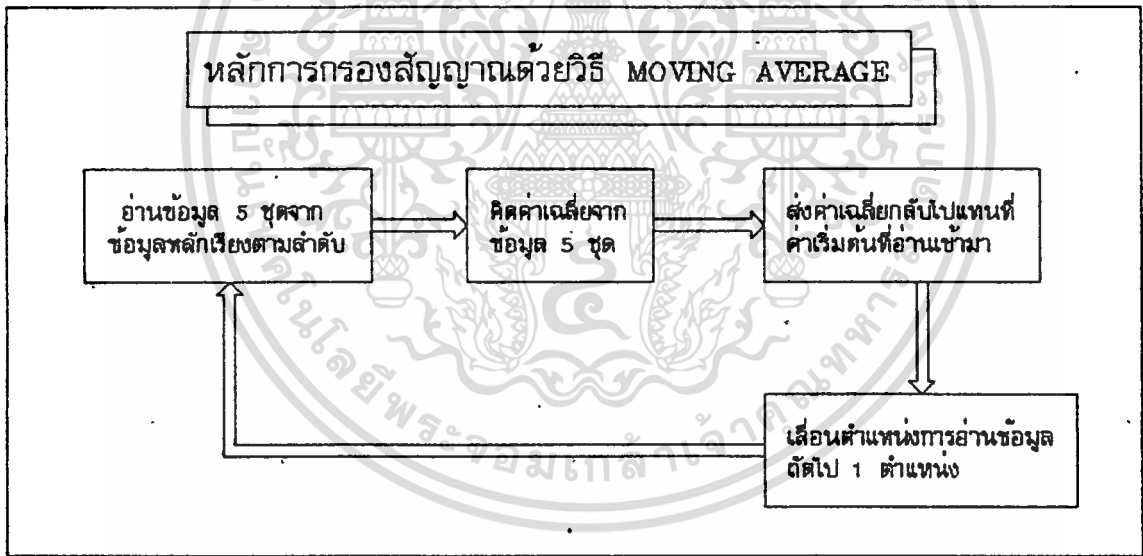 หลักการกรองสัญญาณด้วยวิธี MOVING AVERAGE
อ่านข้อมูล 5 ชุดจาก
ข้อมูลหลักเรียงตามลำดับ
คิดค่าเฉลี่ยจาก
ข้อมูล 5 ชุด
ส่งค่าเฉลี่ยกลับไปแทนที่
ค่าเริ่มต้นที่อ่านเข้ามา
เลื่อนตำแหน่งการอ่านข้อมูล
ถัดไป 1 ตำแหน่ง